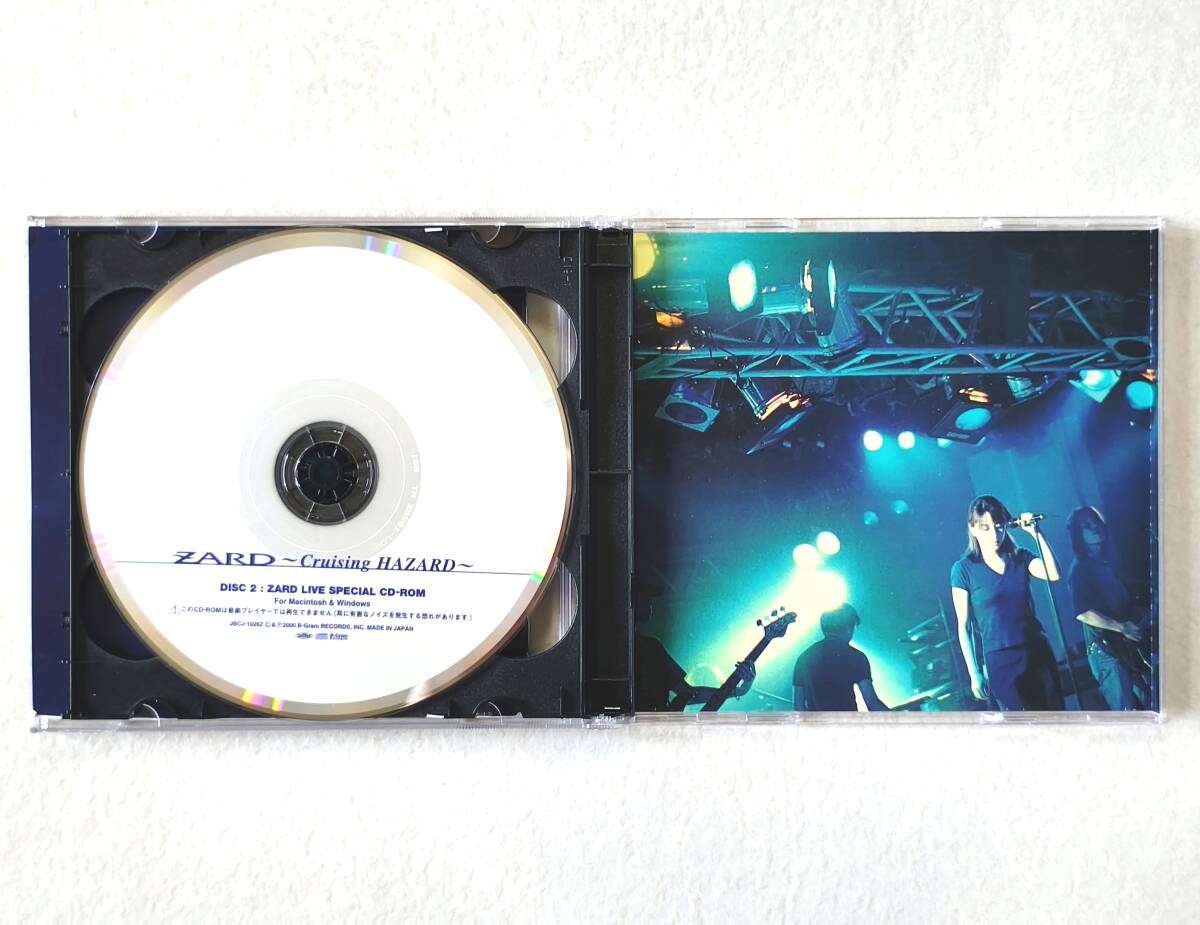 ZARD ~Cruising HAZARD~
DISC 2 : ZARD LIVE SPECIAL CD-ROM
For Macintosh & Windows
⚠このCD-ROMは音楽プレイヤーでは再生できません(耳に有害なノイズを発生する恐れがあります。)
JBCJ-1026Z © & ℗2000 B-Gram RECORDS, INC. MADE IN JAPAN